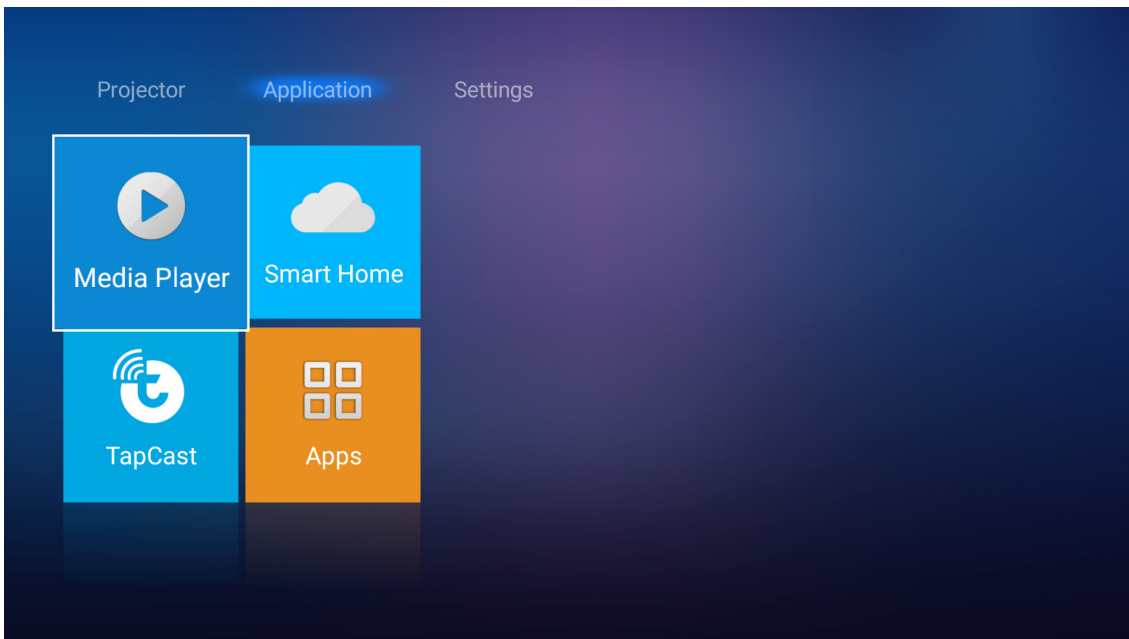 Projector Application Settings
Media Player
Smart Home
TapCast
Apps